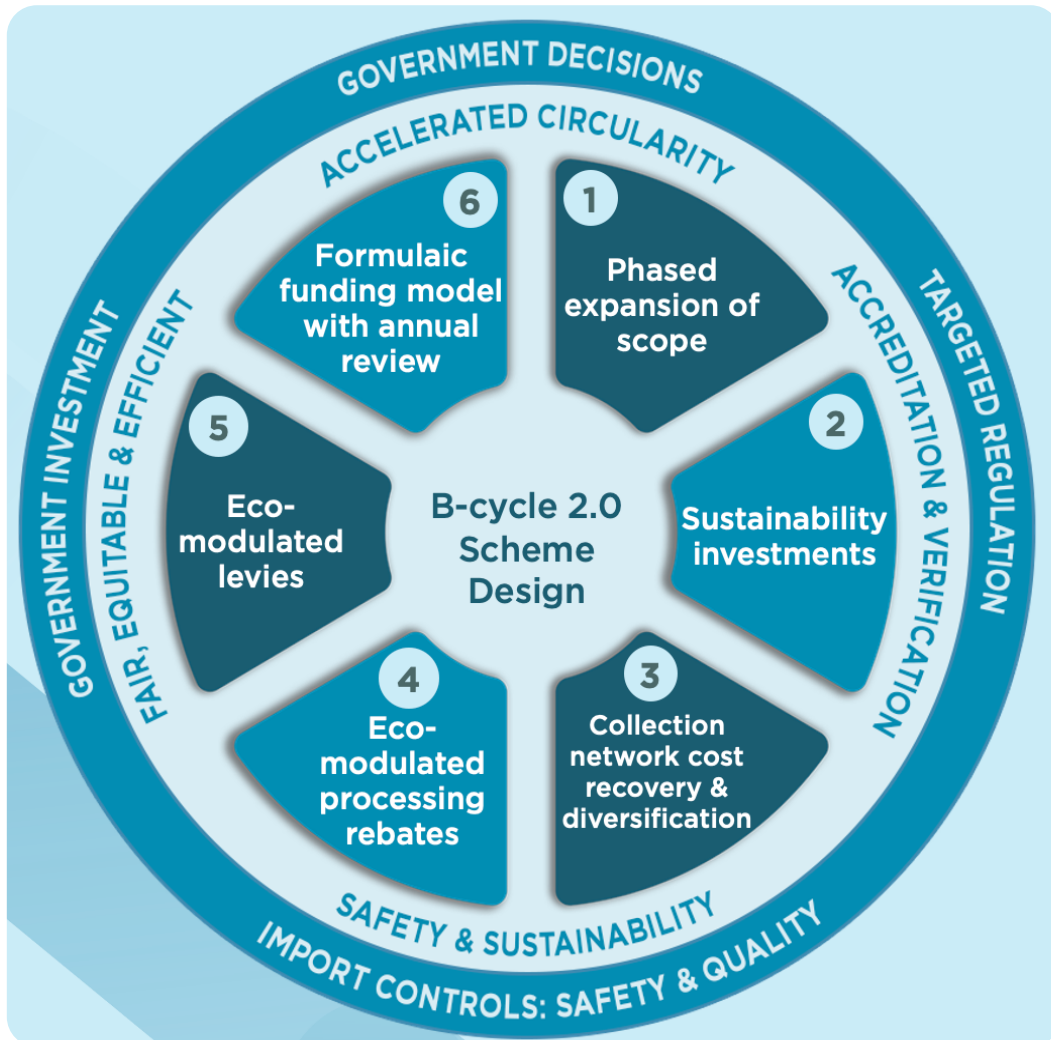 GOVERNMENT DECISIONS
ACCELERATED CIRCULARITY
6
Formulaic
funding model
with annual
review
1
Phased
expansion of
scope
GOVERNMENT INVESTMENT
FAIR, EQUITABLE & EFFICIENT
5
Eco-
modulated
levies
B-cycle 2.0
Scheme
Design
2
Sustainability
investments
ACCREDITATION & VERIFICATION
TARGETED REGULATION
4
Eco-
modulated
processing
rebates
3
Collection
network cost
recovery &
diversification
SAFETY & SUSTAINABILITY
IMPORT CONTROLS: SAFETY & QUALITY